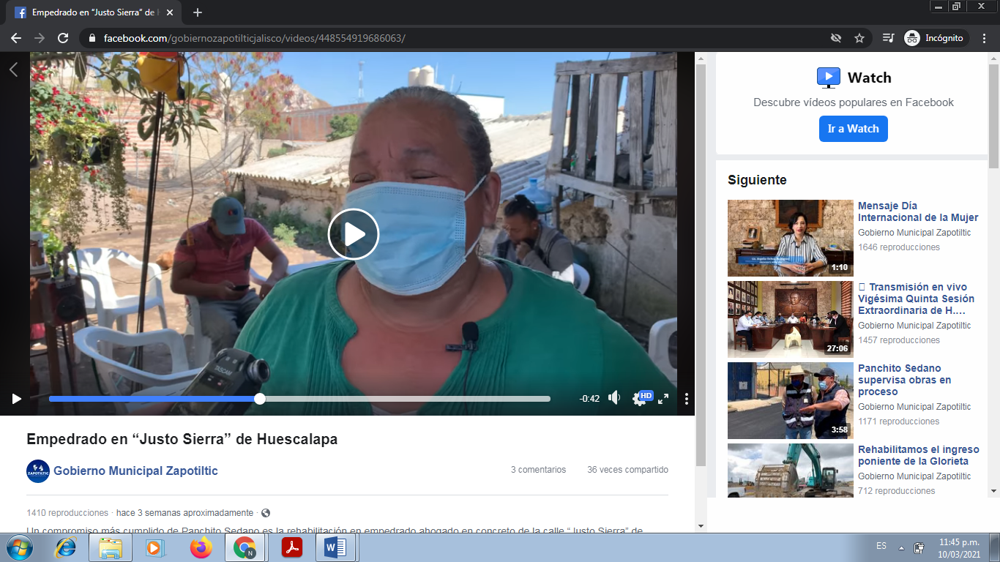 Empedrado en “Justo Sierra” de H
facebook.com/gobiernozapotilticjalisco/videos/448554919686063/
Incógnito
TASCAM
-0:42
HD
Empedrado en “Justo Sierra” de Huescalapa
ZAPOTILTIC
Gobierno Municipal Zapotiltic
3 comentarios
36 veces compartido
1410 reproducciones · hace 3 semanas aproximadamente ·
Un compromiso más cumplido de Panchito Sedano es la rehabilitación en empedrado ahogado en concreto de la calle “Justo Sierra” de
Watch
Descubre vídeos populares en Facebook
Ir a Watch
Siguiente
1:10
Mensaje Día
Internacional de la Mujer
Gobierno Municipal Zapotiltic
1646 reproducciones
27:06
Transmisión en vivo
Vigésima Quinta Sesión
Extraordinaria de H....
Gobierno Municipal Zapotiltic
1457 reproducciones
3:58
Panchito Sedano
supervisa obras en
proceso
Gobierno Municipal Zapotiltic
1171 reproducciones
Rehabilitamos el ingreso
poniente de la Glorieta
Gobierno Municipal Zapotiltic
712 reproducciones
N
W
ES
11:45 p.m.
10/03/2021